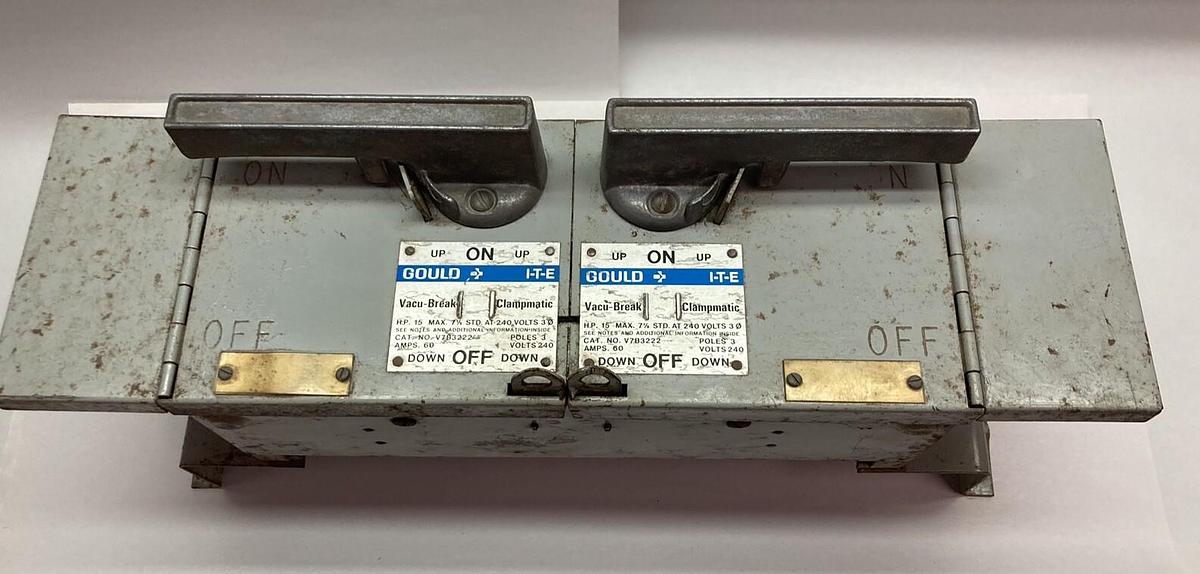 ON
OFF
UP ON UP
GOULD I-T-E
Vacu-Break Clampmatic
H.P. 15 MAX. 7½ STD. AT 240 VOLTS 3 Ø
SEE NOTES AND ADDITIONAL INFORMATION INSIDE
CAT. NO. V7B3222 POLES 3
AMPS. 60 VOLTS 240
DOWN OFF DOWN
UP ON UP
GOULD I-T-E
Vacu-Break Clampmatic
H.P. 15 MAX. 7½ STD. AT 240 VOLTS 3 Ø
SEE NOTES AND ADDITIONAL INFORMATION INSIDE
CAT. NO. V7B3222 POLES 3
AMPS. 60 VOLTS 240
DOWN OFF DOWN
N
OFF